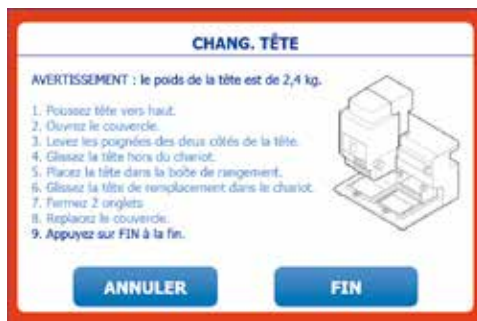 CHANG. TÊTE
AVERTISSEMENT : le poids de la tête est de 2,4 kg.
1. Poussez tête vers haut.
2. Ouvrez le couvercle.
3. Levez les poignées des deux côtés de la tête.
4. Glissez la tête hors du chariot.
5. Placez la tête dans la boîte de rangement.
6. Glissez la tête de remplacement dans le chariot.
7. Fermez 2 onglets
8. Replacez le couvercle.
9. Appuyez sur FIN à la fin.
ANNULER
FIN